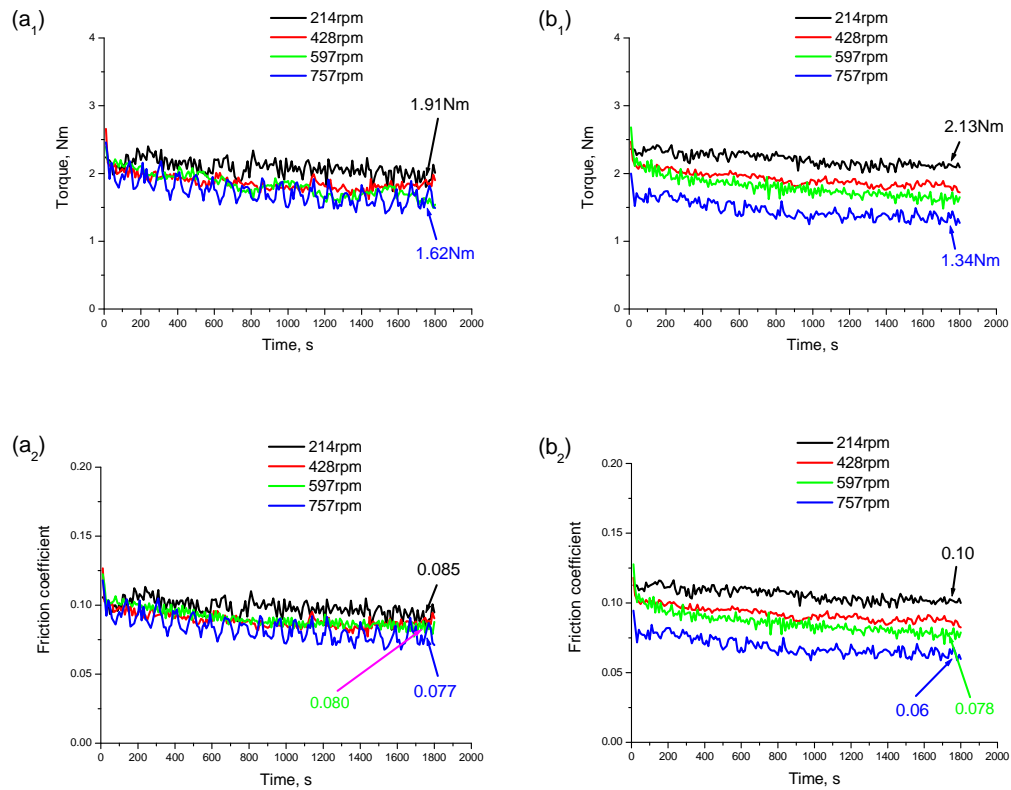 (a1)
214rpm
428rpm
597rpm
757rpm
4
3
2
1
0
Torque, Nm
1.91Nm
1.62Nm
0 200 400 600 800 1000 1200 1400 1600 1800 2000
Time, s
(b1)
214rpm
428rpm
597rpm
757rpm
4
3
2
1
0
Torque, Nm
2.13Nm
1.34Nm
0 200 400 600 800 1000 1200 1400 1600 1800 2000
Time, s
(a2)
214rpm
428rpm
597rpm
757rpm
0.20
0.15
0.10
0.05
0.00
Friction coefficient
0.085
0.080
0.077
0 200 400 600 800 1000 1200 1400 1600 1800 2000
Time, s
(b2)
214rpm
428rpm
597rpm
757rpm
0.20
0.15
0.10
0.05
0.00
Friction coefficient
0.10
0.06
0.078
0 200 400 600 800 1000 1200 1400 1600 1800 2000
Time, s